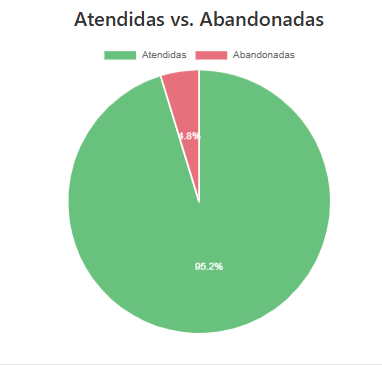 Atendidas vs. Abandonadas
Atendidas Abandonadas
4.8%
95.2%